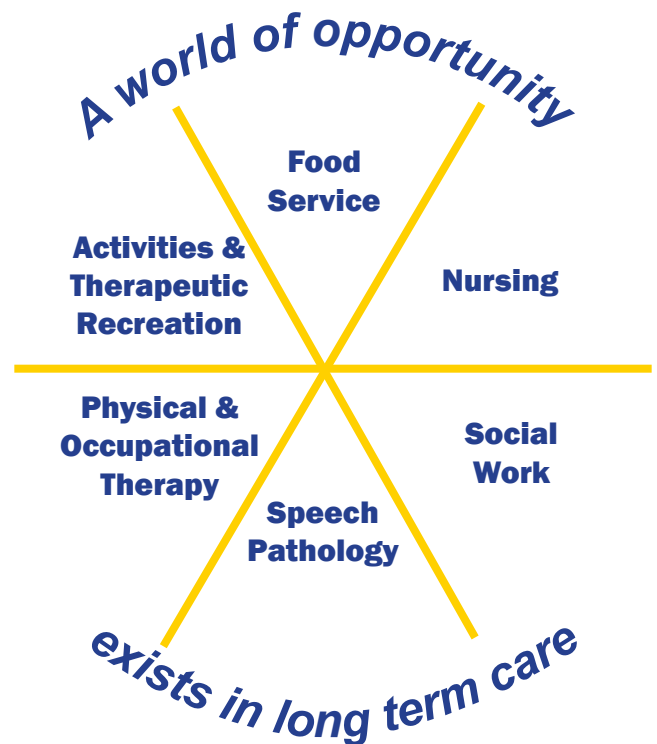 A world of opportunity
Food
Service
Activities &
Therapeutic
Recreation
Nursing
Physical &
Occupational
Therapy
Social
Work
Speech
Pathology
exists in long term care